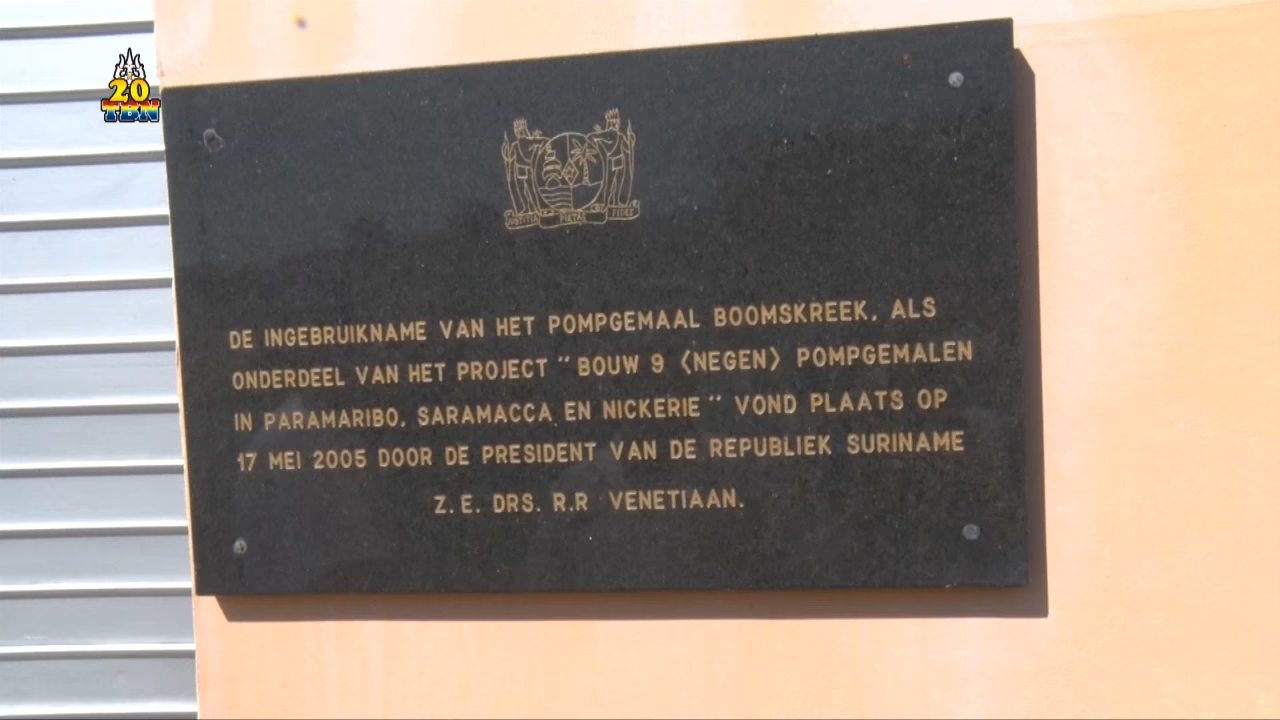 20
TBN
JUSTITIA PIETAS FIDES
DE INGEBRUIKNAME VAN HET POMPGEMAAL BOOMSKREEK, ALS
ONDERDEEL VAN HET PROJECT " BOUW 9 (NEGEN) POMPGEMALEN
IN PARAMARIBO, SARAMACCA EN NICKERIE " VOND PLAATS OP
17 MEI 2005 DOOR DE PRESIDENT VAN DE REPUBLIEK SURINAME
Z.E. DRS. R.R VENETIAAN.